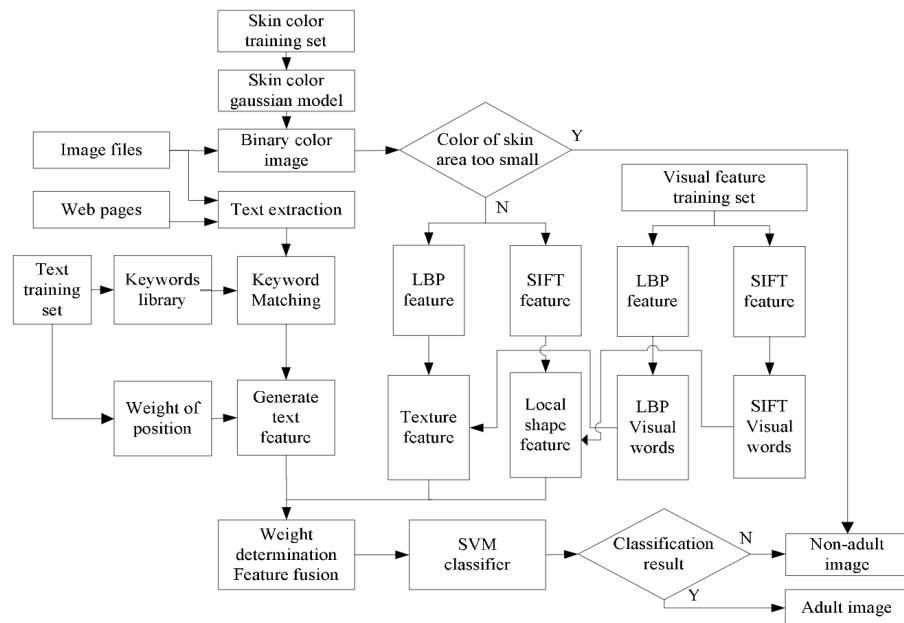 Skin color
training set
Skin color
gaussian model
Image files
Binary color
image
Color of skin
area too small
Y
Web pages
Text extraction
N
Visual feature
training set
Text
training set
Keywords
library
Keyword
Matching
LBP
feature
SIFT
feature
LBP
feature
SIFT
feature
Weight of
position
Generate
text
feature
Texture
feature
Local
shape
feature
LBP
Visual
words
SIFT
Visual
words
Weight
determination
Feature fusion
SVM
classifier
Classification
result
N
Non-adult
image
Y
Adult image